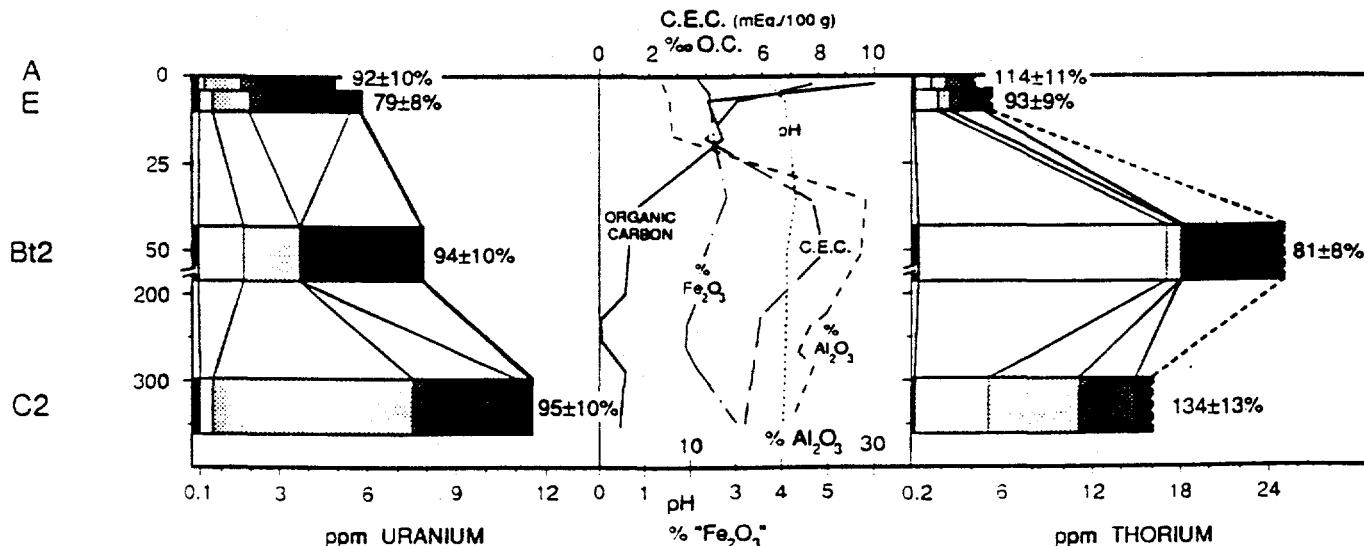 C.E.C. (mEq./100 g)
‰ O.C.
0 2 4 6 8 10
A
E
Bt2
C2
0
25
50
200
300
92±10%
79±8%
94±10%
95±10%
pH
ORGANIC
CARBON
C.E.C.
%
Fe2O3
%
Al2O3
10 % Al2O3 30
114±11%
93±9%
81±8%
134±13%
0.1 3 6 9 12
ppm URANIUM
0 1 2 3 4 5
pH
% "Fe2O3"
0.2 6 12 18 24
ppm THORIUM